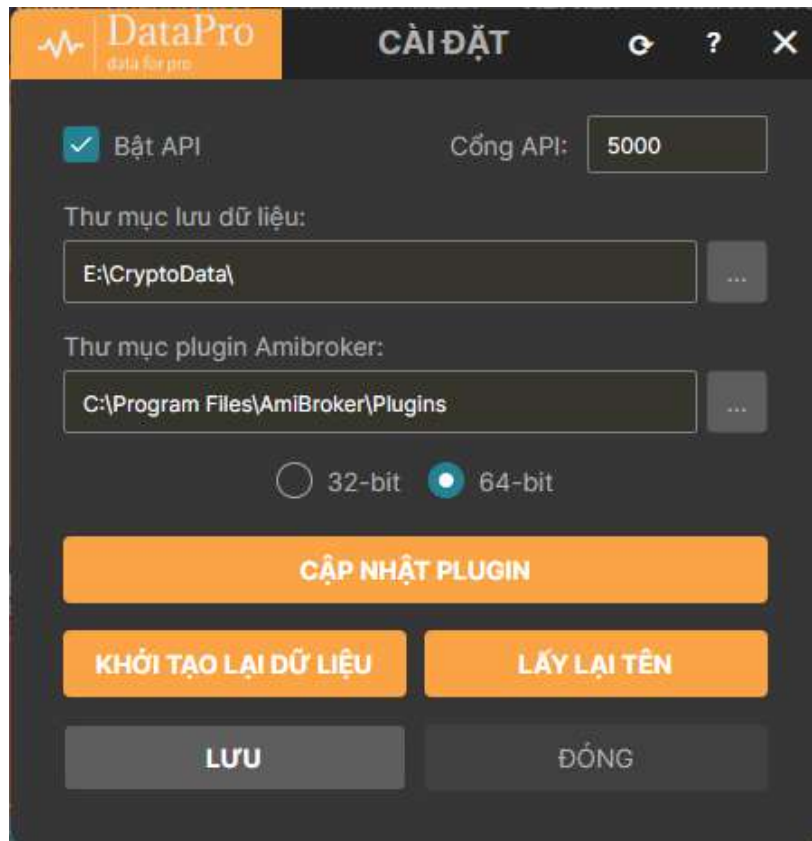 DataPro
data for pro
CÀI ĐẶT
?
Bật API
Cổng API:
5000
Thư mục lưu dữ liệu:
E:\CryptoData\
...
Thư mục plugin Amibroker:
C:\Program Files\AmiBroker\Plugins
...
32-bit
64-bit
CẬP NHẬT PLUGIN
KHỞI TẠO LẠI DỮ LIỆU
LẤY LẠI TÊN
LƯU
ĐÓNG